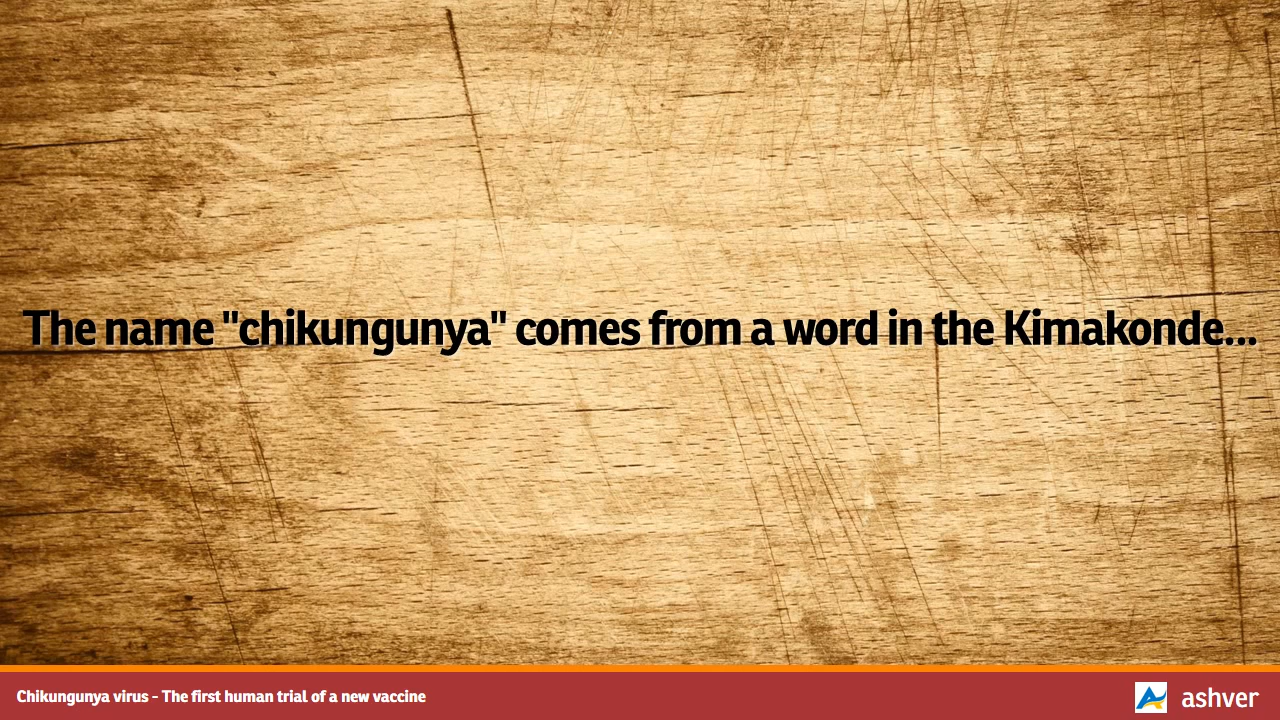 The name "chikungunya" comes from a word in the Kimakonde...
Chikungunya virus - The first human trial of a new vaccine
ashver